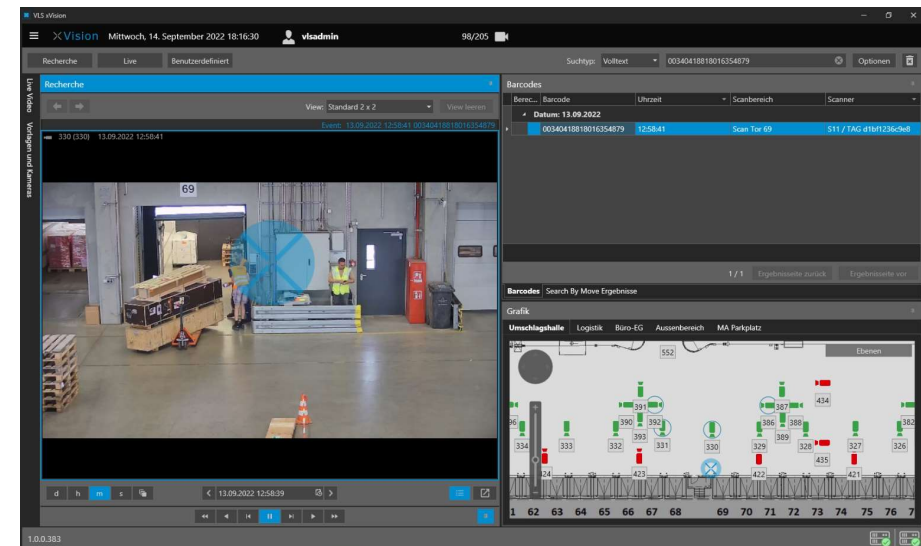 VLS xVision
XVision Mittwoch, 14. September 2022 18:16:30 vlsadmin 98/205
Recherche Live Benutzerdefiniert Suchtyp: Volltext 00340418818016354879 Optionen
Live Video
Vorlagen und Kameras
Recherche
View: Standard 2 x 2 View leeren
Event: 13.09.2022 12:58:41 00340418818016354879
330 (330) 13.09.2022 12:58:41
69
d h m s 13.09.2022 12:58:39
Barcodes
Berec... Barcode Uhrzeit Scanbereich Scanner
Datum: 13.09.2022
00340418818016354879 12:58:41 Scan Tor 69 S11 / TAG d1bf1236c9e8
1 / 1 Ergebnisseite zurück Ergebnisseite vor
Barcodes Search By Move Ergebnisse
Grafik
Umschlagshalle Logistik Büro-EG Aussenbereich MA Parkplatz
552 Ebenen
434
391 387
96 390 392 386 388 382
393 389
334 333 332 331 330 329 328 327 326
435
24 423 422 421
1 62 63 64 65 66 67 68 69 70 71 72 73 74 75 76 7
1.0.0.383